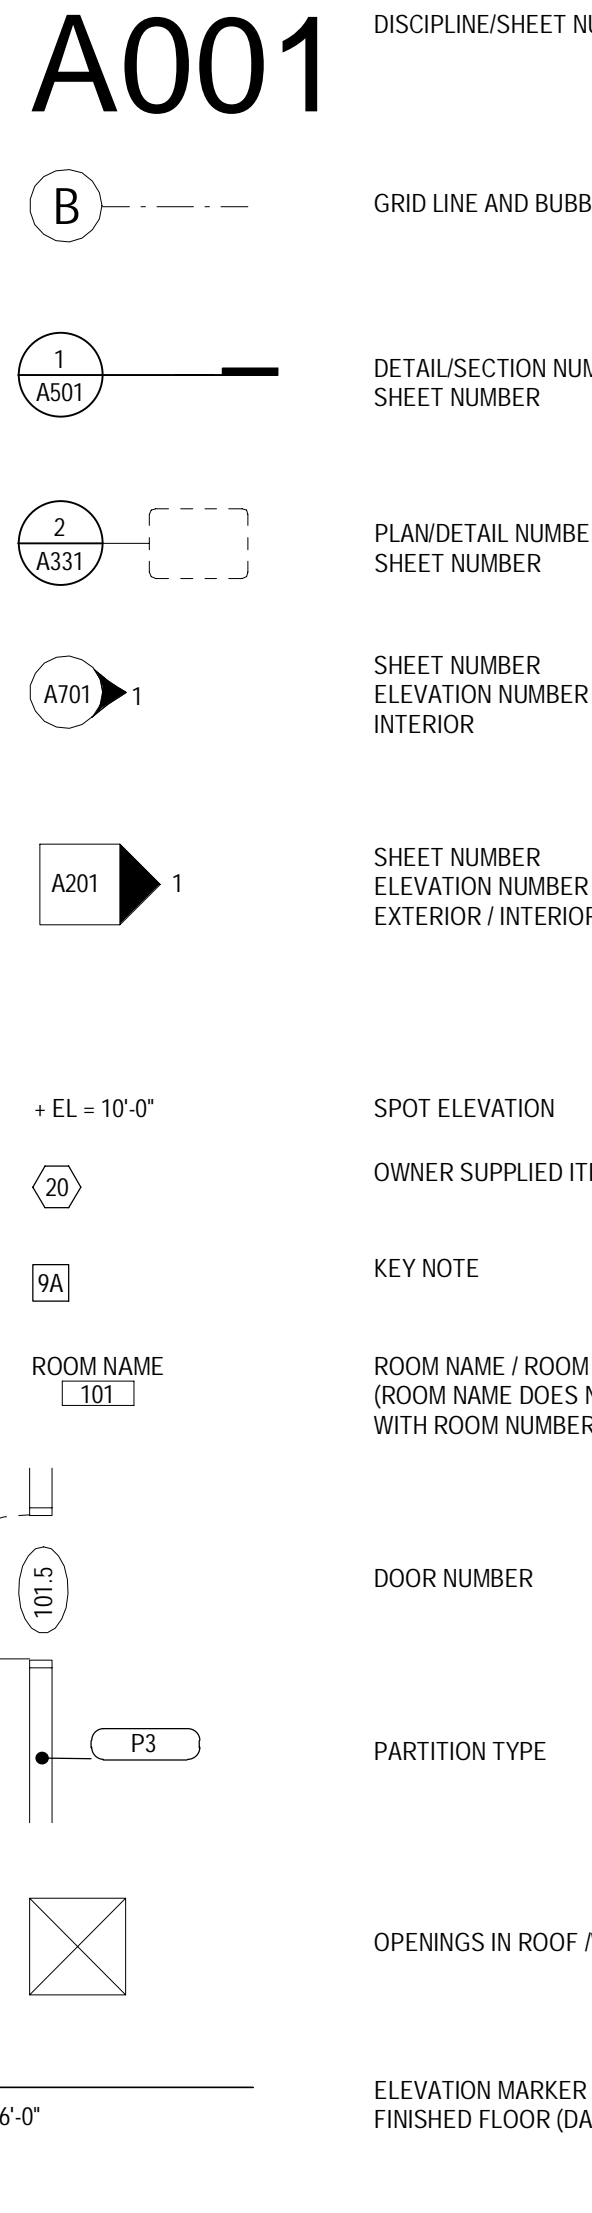 A001 DISCIPLINE/SHEET NU
B GRID LINE AND BUBB
1
A501
DETAIL/SECTION NUM
SHEET NUMBER
2
A331
PLAN/DETAIL NUMBE
SHEET NUMBER
A701 1
SHEET NUMBER
ELEVATION NUMBER
INTERIOR
A201 1
SHEET NUMBER
ELEVATION NUMBER
EXTERIOR / INTERIOR
+ EL = 10'-0" SPOT ELEVATION
20 OWNER SUPPLIED ITE
9A KEY NOTE
ROOM NAME
101
ROOM NAME / ROOM
(ROOM NAME DOES N
WITH ROOM NUMBER
101.5 DOOR NUMBER
P3 PARTITION TYPE
OPENINGS IN ROOF /
6'-0"
ELEVATION MARKER
FINISHED FLOOR (DA